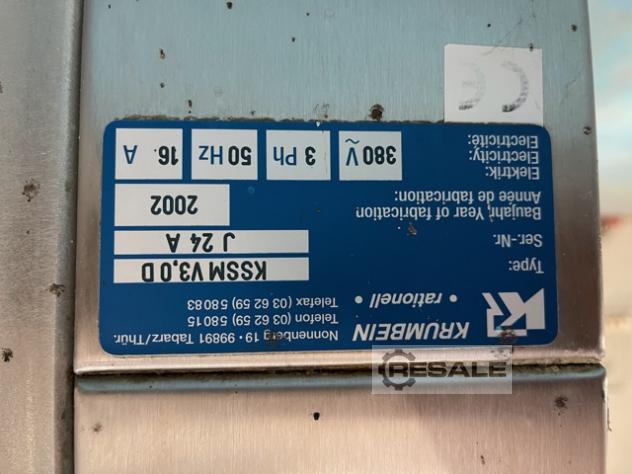 KR
KRUMBEIN
• rationell •
Nonnenberg 19 • 99891 Tabarz/Thür.
Telefon (03 62 59) 580 15
Telefax (03 62 59) 580 83
Type: KSSM V3,0 D
Ser.-Nr. J 24 A
Baujahr, Year of fabrication
Année de fabrication: 2002
Elektrik:
Electricity:
Electricité:
380 V~ 3 Ph 50 Hz 16. A
CE
RESALE